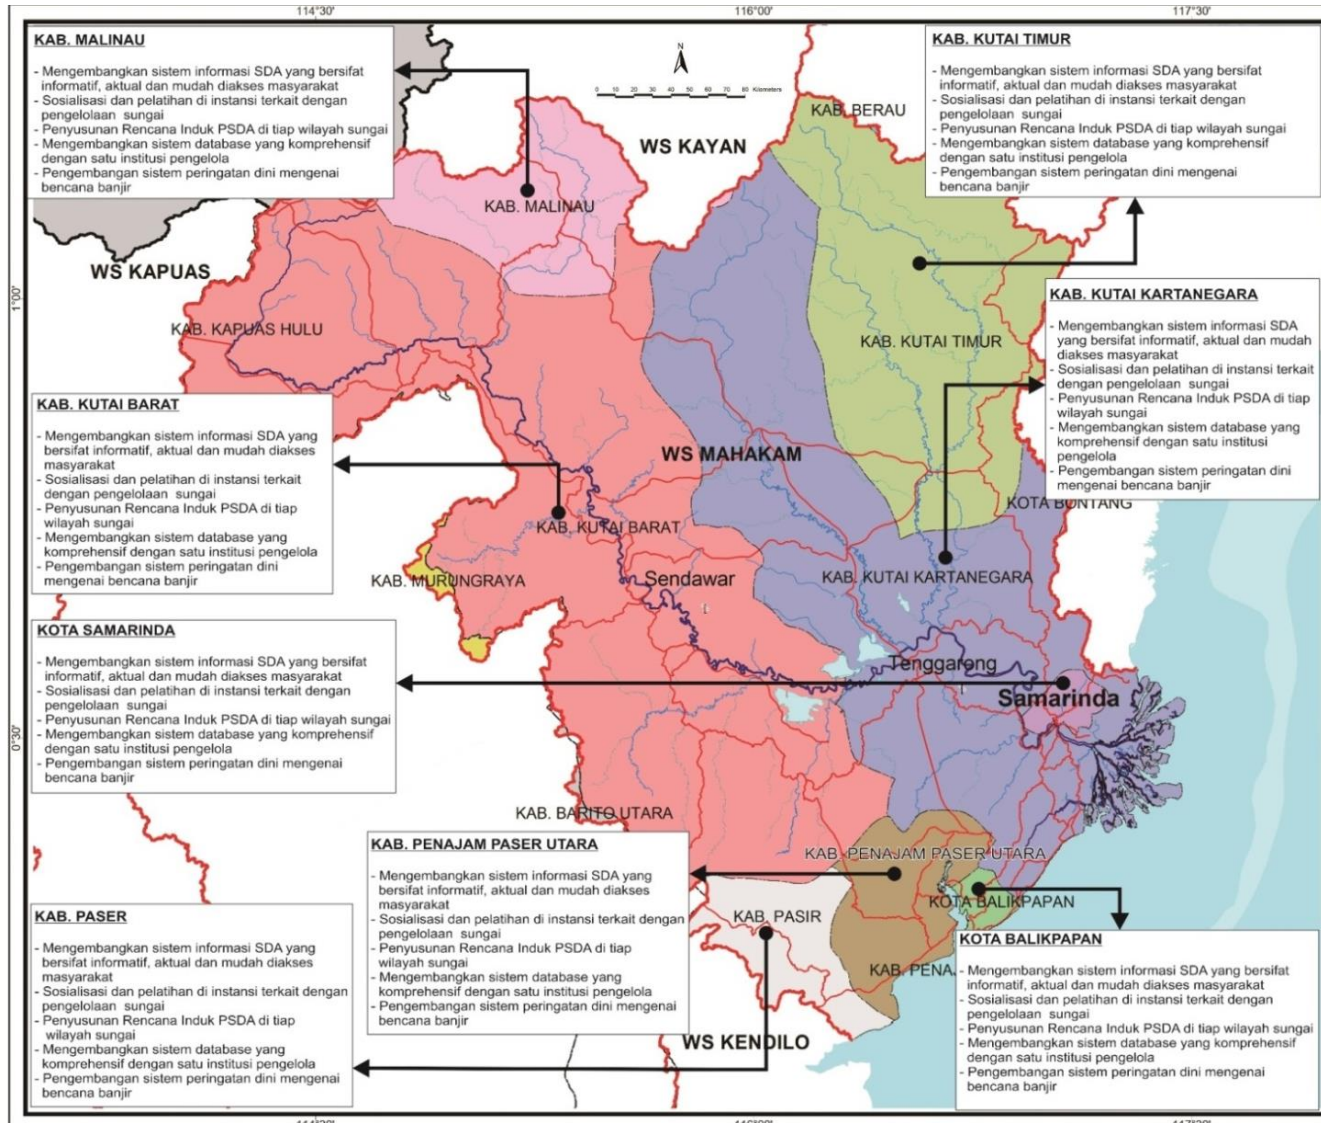 114°30'
116°00'
117°30'
KAB. MALINAU
- Mengembangkan sistem informasi SDA yang bersifat
informatif, aktual dan mudah diakses masyarakat
- Sosialisasi dan pelatihan di instansi terkait dengan
pengelolaan sungai
- Penyusunan Rencana Induk PSDA di tiap wilayah sungai
- Mengembangkan sistem database yang komprehensif
dengan satu institusi pengelola
- Pengembangan sistem peringatan dini mengenai
bencana banjir
N
0 10 20 30 40 50 60 70 80 Kilometers
KAB. KUTAI TIMUR
- Mengembangkan sistem informasi SDA yang bersifat
informatif, aktual dan mudah diakses masyarakat
- Sosialisasi dan pelatihan di instansi terkait dengan
pengelolaan sungai
- Penyusunan Rencana Induk PSDA di tiap wilayah sungai
- Mengembangkan sistem database yang komprehensif
dengan satu institusi pengelola
- Pengembangan sistem peringatan dini mengenai
bencana banjir
KAB. BERAU
WS KAYAN
KAB. MALINAU
WS KAPUAS
1°00'
KAB. KAPUAS HULU
KAB. KUTAI TIMUR
KAB. KUTAI KARTANEGARA
- Mengembangkan sistem informasi SDA
yang bersifat informatif, aktual dan mudah
diakses masyarakat
- Sosialisasi dan pelatihan di instansi terkait
dengan pengelolaan sungai
- Penyusunan Rencana Induk PSDA di tiap
wilayah sungai
- Mengembangkan sistem database yang
komprehensif dengan satu institusi
pengelola
- Pengembangan sistem peringatan dini
mengenai bencana banjir
KAB. KUTAI BARAT
- Mengembangkan sistem informasi SDA yang
bersifat informatif, aktual dan mudah diakses
masyarakat
- Sosialisasi dan pelatihan di instansi terkait
dengan pengelolaan sungai
- Penyusunan Rencana Induk PSDA di tiap
wilayah sungai
- Mengembangkan sistem database yang
komprehensif dengan satu institusi pengelola
- Pengembangan sistem peringatan dini
mengenai bencana banjir
WS MAHAKAM
KOTA BONTANG
KAB. KUTAI BARAT
KAB. MURUNGRAYA
Sendawar
KAB. KUTAI KARTANEGARA
KOTA SAMARINDA
- Mengembangkan sistem informasi SDA yang bersifat
informatif, aktual dan mudah diakses masyarakat
- Sosialisasi dan pelatihan di instansi terkait dengan
pengelolaan sungai
- Penyusunan Rencana Induk PSDA di tiap wilayah sungai
- Mengembangkan sistem database yang komprehensif
dengan satu institusi pengelola
- Pengembangan sistem peringatan dini mengenai
bencana banjir
Tenggarong
Samarinda
0°30'
KAB. BARITO UTARA
KAB. PENAJAM PASER UTARA
- Mengembangkan sistem informasi SDA yang
bersifat informatif, aktual dan mudah diakses
masyarakat
- Sosialisasi dan pelatihan di instansi terkait dengan
pengelolaan sungai
- Penyusunan Rencana Induk PSDA di tiap
wilayah sungai
- Mengembangkan sistem database yang
komprehensif dengan satu institusi pengelola
- Pengembangan sistem peringatan dini mengenai
bencana banjir
KAB. PENAJAM PASER UTARA
KOTA BALIKPAPAN
KAB. PASIR
KAB. PENA
KAB. PASER
- Mengembangkan sistem informasi SDA yang
bersifat informatif, aktual dan mudah diakses
masyarakat
- Sosialisasi dan pelatihan di instansi terkait dengan
pengelolaan sungai
- Penyusunan Rencana Induk PSDA di tiap
wilayah sungai
- Mengembangkan sistem database yang
komprehensif dengan satu institusi pengelola
- Pengembangan sistem peringatan dini mengenai
bencana banjir
KOTA BALIKPAPAN
- Mengembangkan sistem informasi SDA yang bersifat
informatif, aktual dan mudah diakses masyarakat
- Sosialisasi dan pelatihan di instansi terkait dengan
pengelolaan sungai
- Penyusunan Rencana Induk PSDA di tiap wilayah sungai
- Mengembangkan sistem database yang komprehensif
dengan satu institusi pengelola
- Pengembangan sistem peringatan dini mengenai
bencana banjir
WS KENDILO